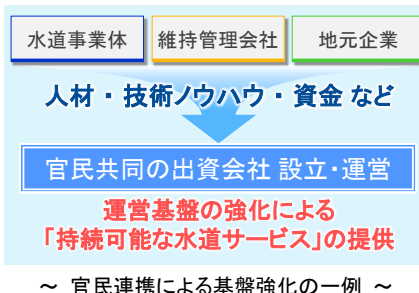 水道事業体 維持管理会社 地元企業
人材・技術ノウハウ・資金 など
官民共同の出資会社 設立・運営
運営基盤の強化による
「持続可能な水道サービス」の提供
～ 官民連携による基盤強化の一例 ～